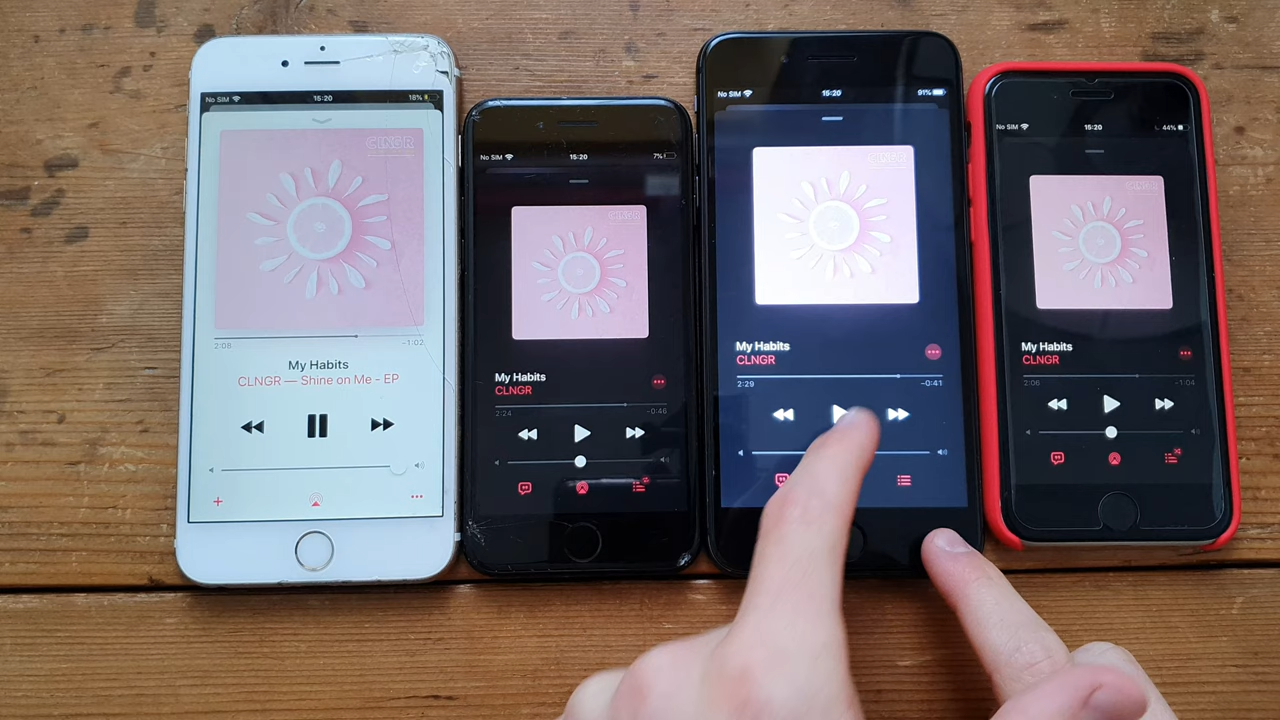 No SIM 15:20 18%
CLNGR
2:08 −1:02
My Habits
CLNGR — Shine on Me - EP
No SIM 15:20 7%
CLNGR
My Habits
CLNGR
2:24 −0:46
No SIM 15:20 91%
CLNGR
My Habits
CLNGR
2:29 −0:41
No SIM 15:20 44%
CLNGR
My Habits
CLNGR
2:06 −1:04